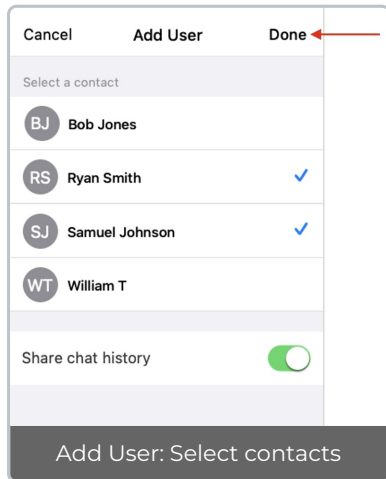 Cancel Add User Done
Select a contact
BJ Bob Jones
RS Ryan Smith
SJ Samuel Johnson
WT William T
Share chat history
Add User: Select contacts